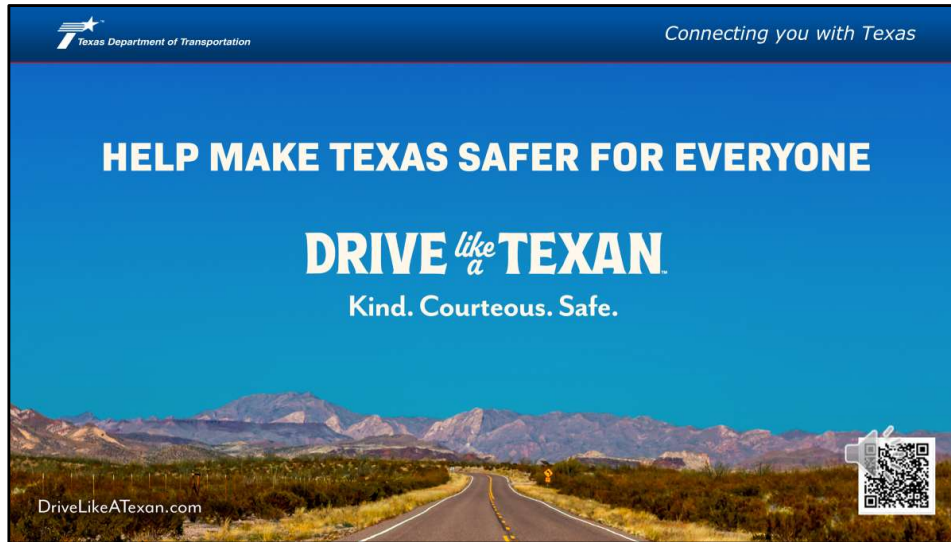 Texas Department of Transportation
Connecting you with Texas
HELP MAKE TEXAS SAFER FOR EVERYONE
DRIVE like a TEXAN™
Kind. Courteous. Safe.
DriveLikeATexan.com